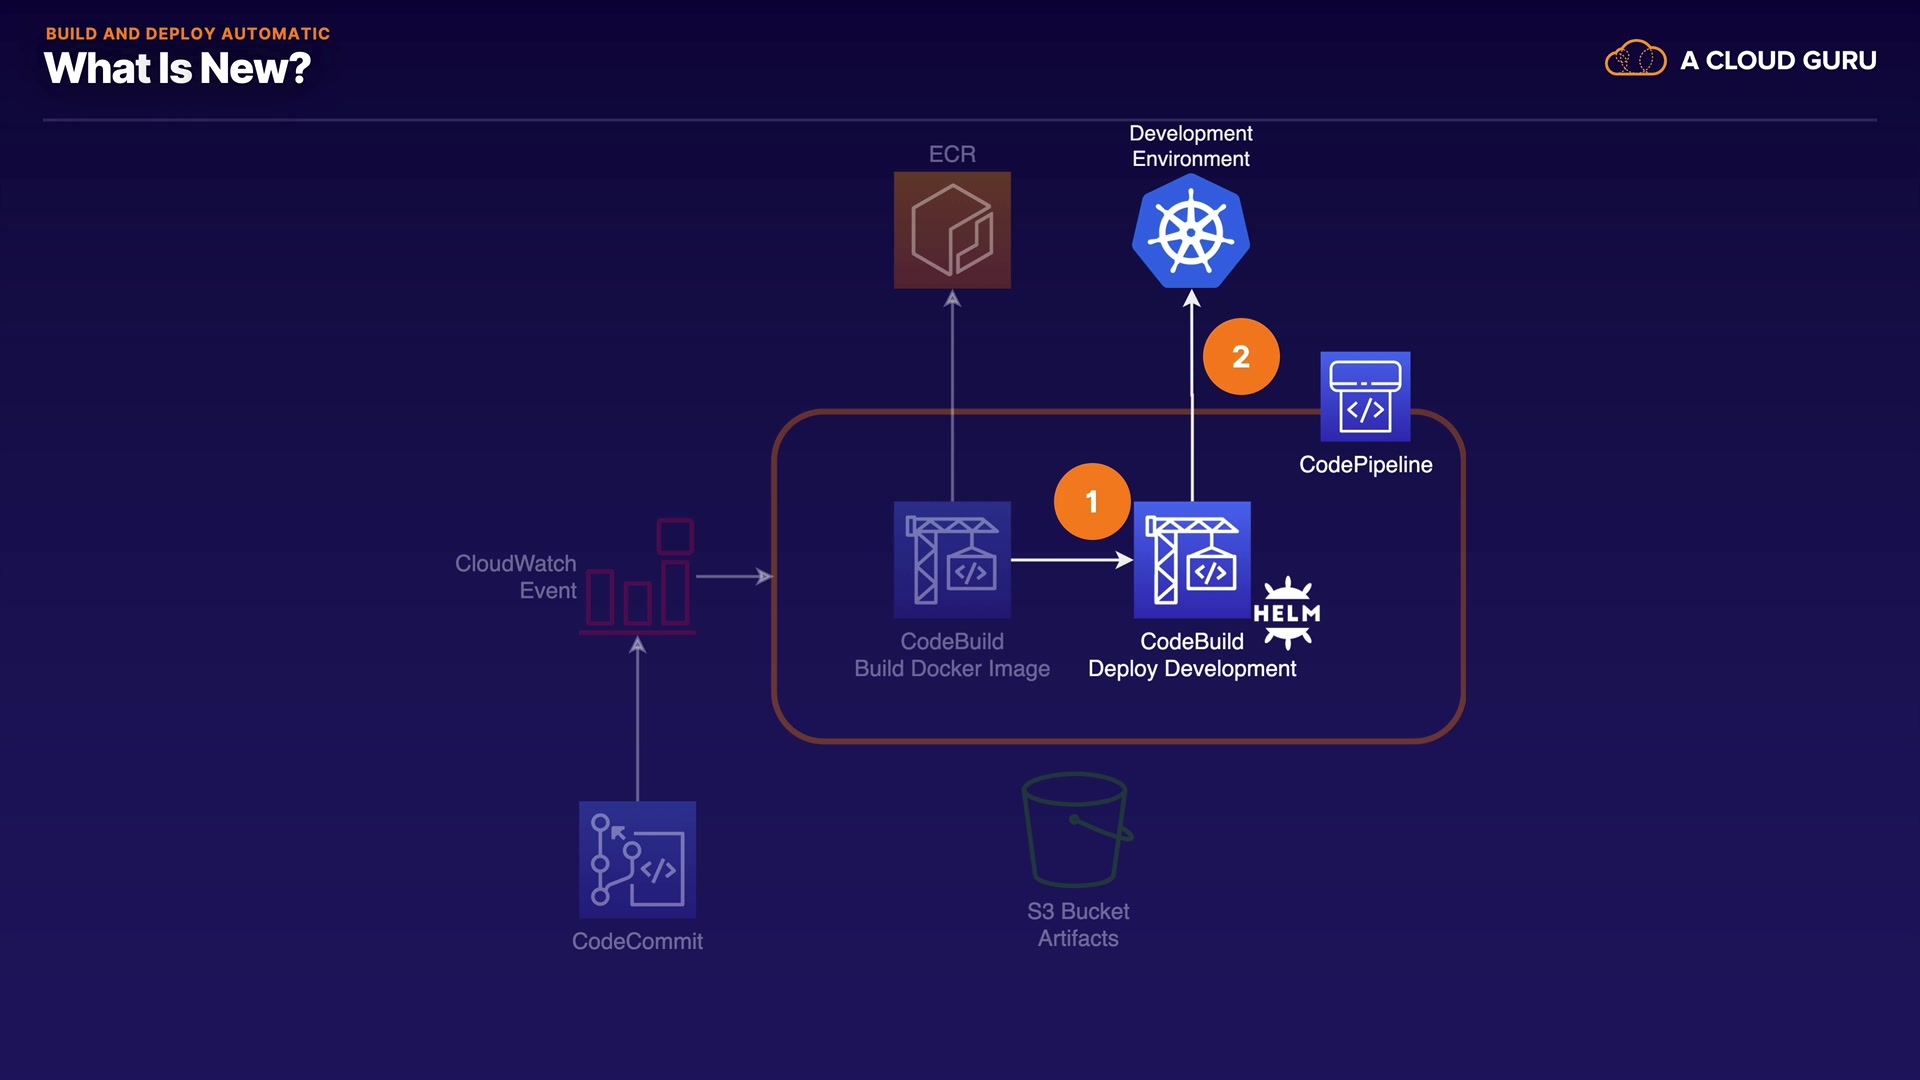 BUILD AND DEPLOY AUTOMATIC
What Is New?
A CLOUD GURU
ECR
Development
Environment
2
</>
CodePipeline
1
CloudWatch
Event
</>
</>
HELM
CodeBuild
Build Docker Image
CodeBuild
Deploy Development
</>
CodeCommit
S3 Bucket
Artifacts